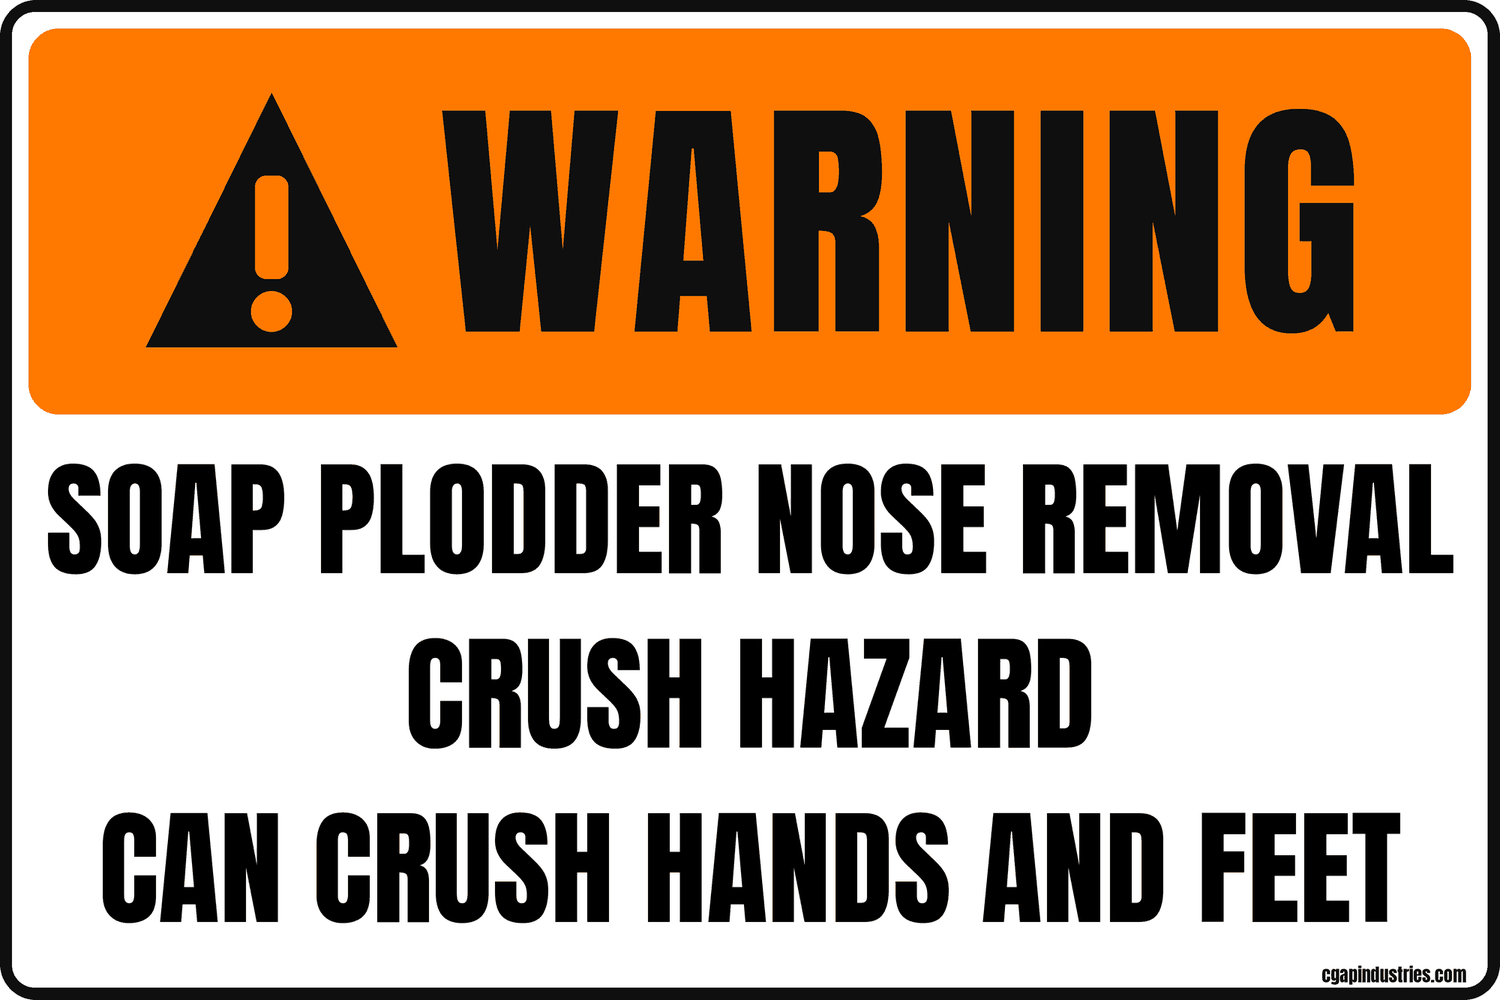 WARNING
SOAP PLODDER NOSE REMOVAL
CRUSH HAZARD
CAN CRUSH HANDS AND FEET
cgapindustries.com